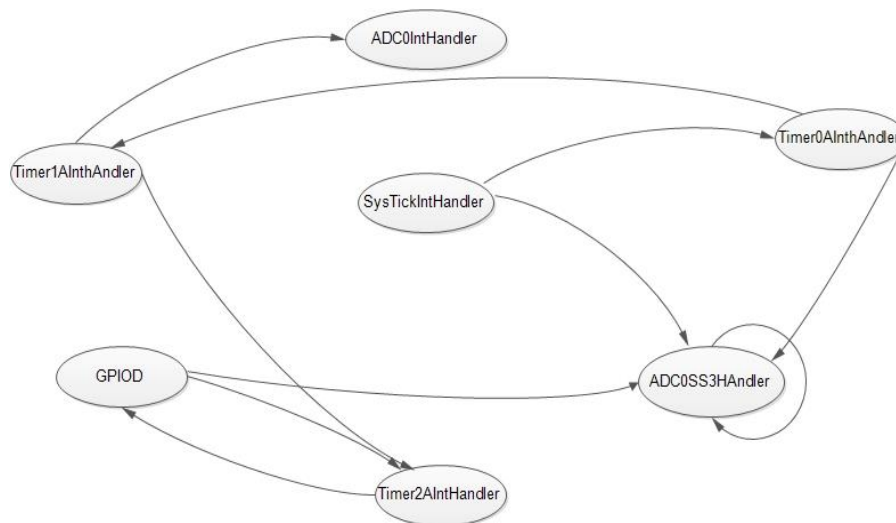 ADC0IntHandler
Timer0AInthAndler
Timer1AInthAndler
SysTickIntHandler
GPIOD
ADC0SS3HAndler
Timer2AIntHandler